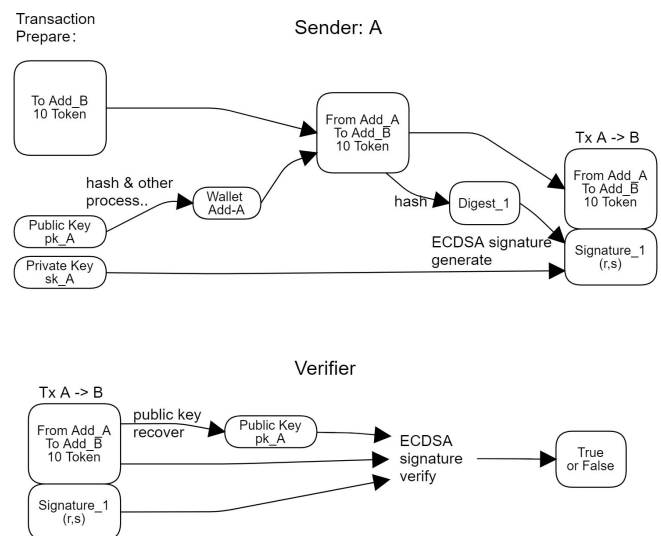 Transaction
Prepare:
Sender: A
To Add_B
10 Token
From Add_A
To Add_B
10 Token
Tx A -> B
From Add_A
To Add_B
10 Token
hash & other
process..
Wallet
Add-A
hash
Digest_1
Public Key
pk_A
ECDSA signature
generate
Signature_1
(r,s)
Private Key
sk_A
Verifier
Tx A -> B
From Add_A
To Add_B
10 Token
public key
recover
Public Key
pk_A
ECDSA
signature
verify
True
or False
Signature_1
(r,s)